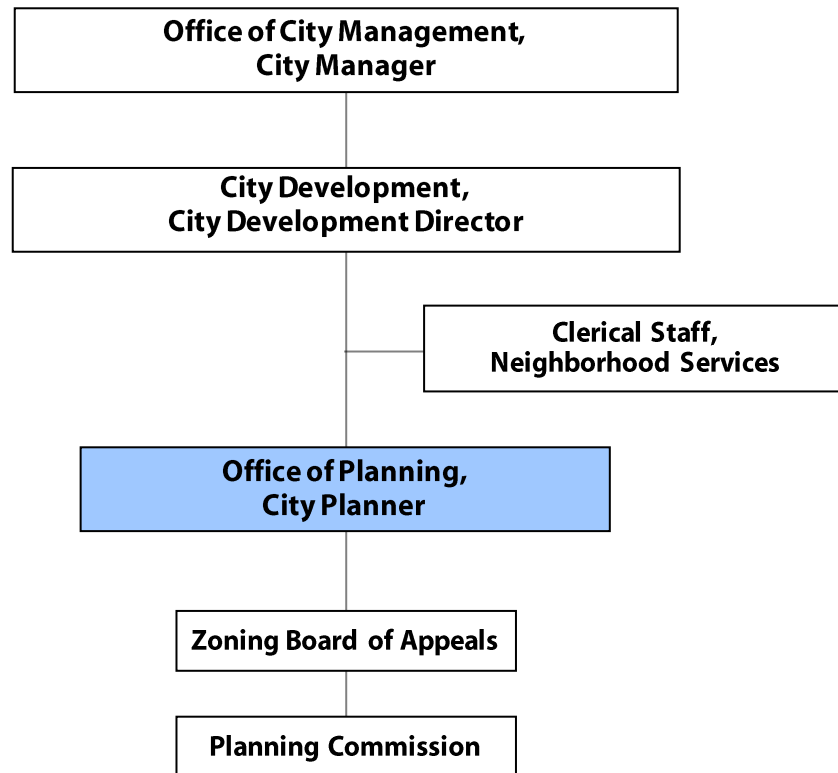 Office of City Management,
City Manager
City Development,
City Development Director
Clerical Staff,
Neighborhood Services
Office of Planning,
City Planner
Zoning Board of Appeals
Planning Commission